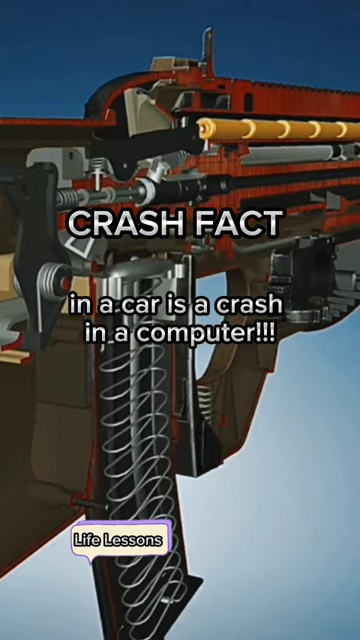 CRASH FACT
in a car is a crash
in a computer!!!
Life Lessons